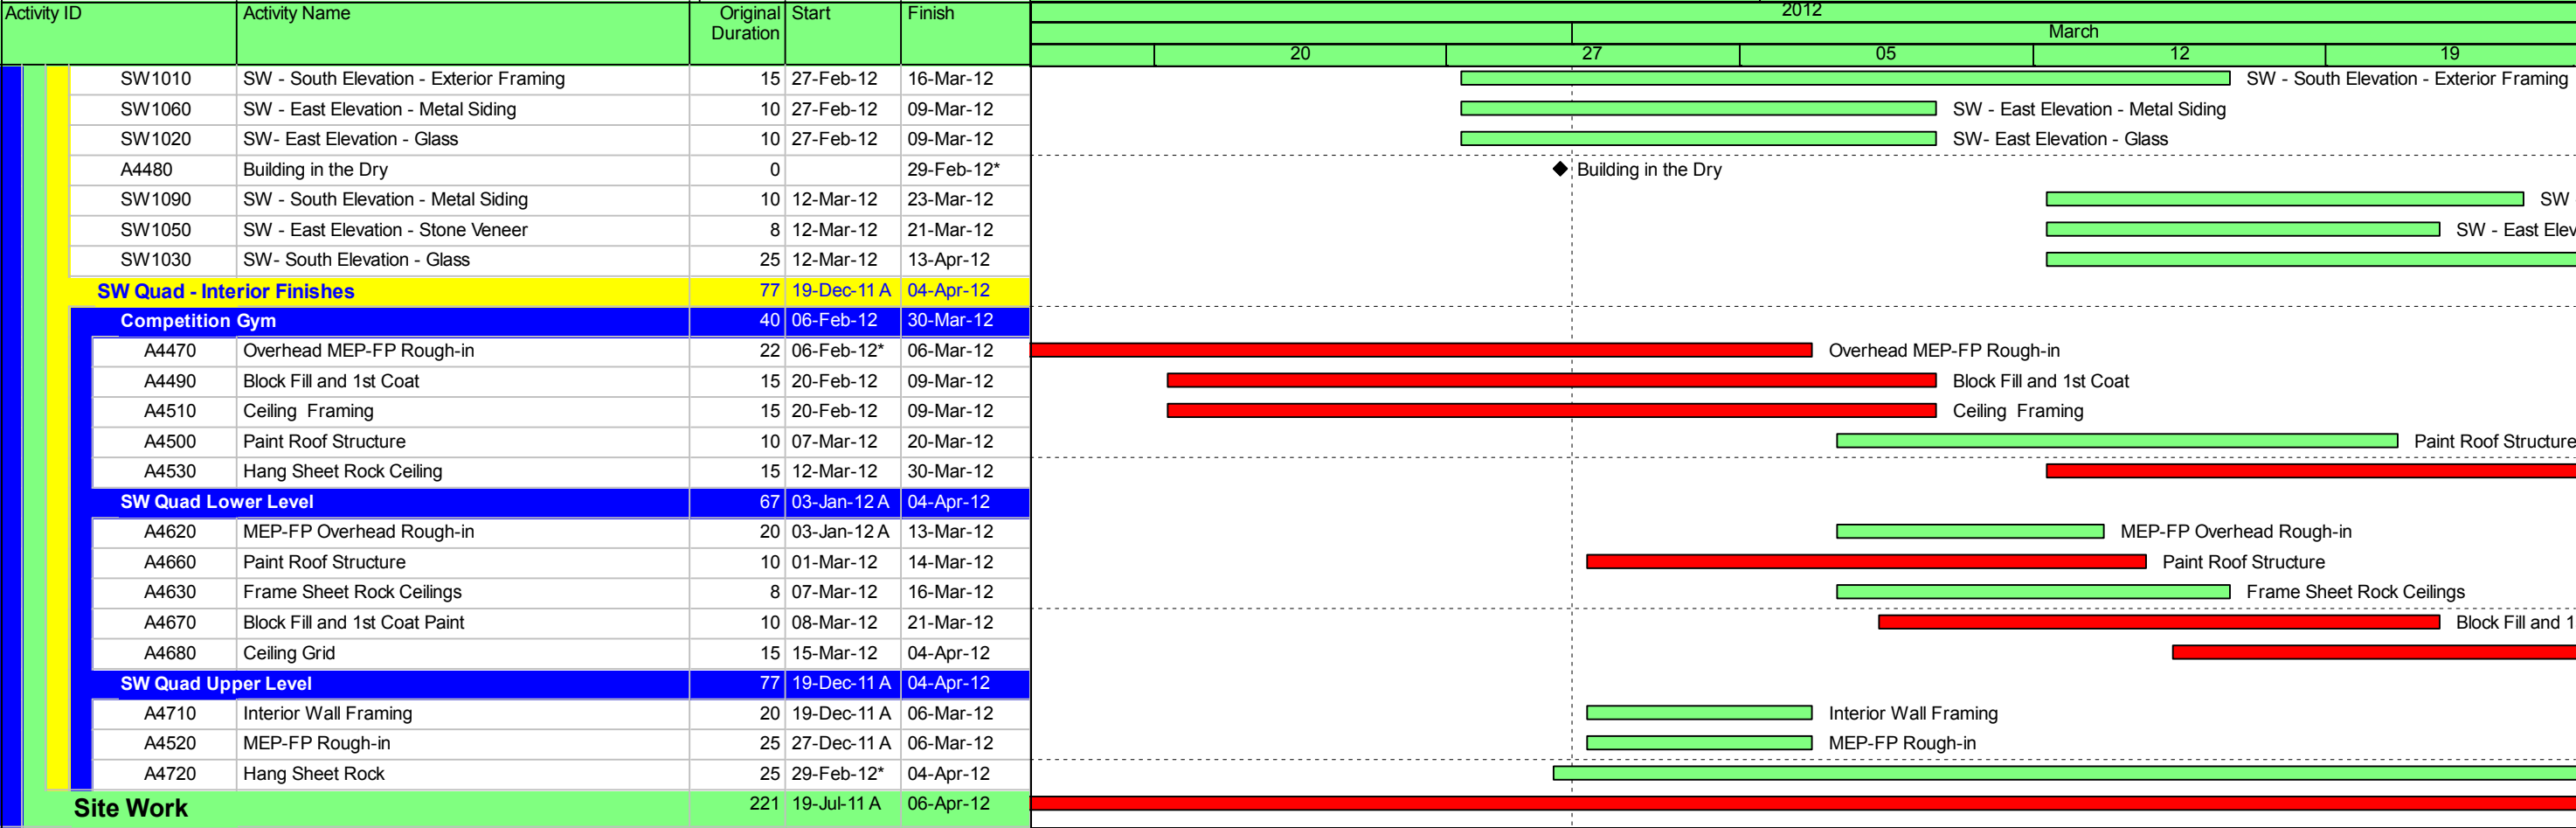 Activity ID Activity Name Original Duration Start Finish 2012
March
20 27 05 12 19
SW1010 SW - South Elevation - Exterior Framing 15 27-Feb-12 16-Mar-12 SW - South Elevation - Exterior Framing
SW1060 SW - East Elevation - Metal Siding 10 27-Feb-12 09-Mar-12 SW - East Elevation - Metal Siding
SW1020 SW- East Elevation - Glass 10 27-Feb-12 09-Mar-12 SW- East Elevation - Glass
A4480 Building in the Dry 0 29-Feb-12* Building in the Dry
SW1090 SW - South Elevation - Metal Siding 10 12-Mar-12 23-Mar-12 SW
SW1050 SW - East Elevation - Stone Veneer 8 12-Mar-12 21-Mar-12 SW - East Elev
SW1030 SW- South Elevation - Glass 25 12-Mar-12 13-Apr-12
SW Quad - Interior Finishes 77 19-Dec-11 A 04-Apr-12
Competition Gym 40 06-Feb-12 30-Mar-12
A4470 Overhead MEP-FP Rough-in 22 06-Feb-12* 06-Mar-12 Overhead MEP-FP Rough-in
A4490 Block Fill and 1st Coat 15 20-Feb-12 09-Mar-12 Block Fill and 1st Coat
A4510 Ceiling Framing 15 20-Feb-12 09-Mar-12 Ceiling Framing
A4500 Paint Roof Structure 10 07-Mar-12 20-Mar-12 Paint Roof Structure
A4530 Hang Sheet Rock Ceiling 15 12-Mar-12 30-Mar-12
SW Quad Lower Level 67 03-Jan-12 A 04-Apr-12
A4620 MEP-FP Overhead Rough-in 20 03-Jan-12 A 13-Mar-12 MEP-FP Overhead Rough-in
A4660 Paint Roof Structure 10 01-Mar-12 14-Mar-12 Paint Roof Structure
A4630 Frame Sheet Rock Ceilings 8 07-Mar-12 16-Mar-12 Frame Sheet Rock Ceilings
A4670 Block Fill and 1st Coat Paint 10 08-Mar-12 21-Mar-12 Block Fill and 1
A4680 Ceiling Grid 15 15-Mar-12 04-Apr-12
SW Quad Upper Level 77 19-Dec-11 A 04-Apr-12
A4710 Interior Wall Framing 20 19-Dec-11 A 06-Mar-12 Interior Wall Framing
A4520 MEP-FP Rough-in 25 27-Dec-11 A 06-Mar-12 MEP-FP Rough-in
A4720 Hang Sheet Rock 25 29-Feb-12* 04-Apr-12
Site Work 221 19-Jul-11 A 06-Apr-12